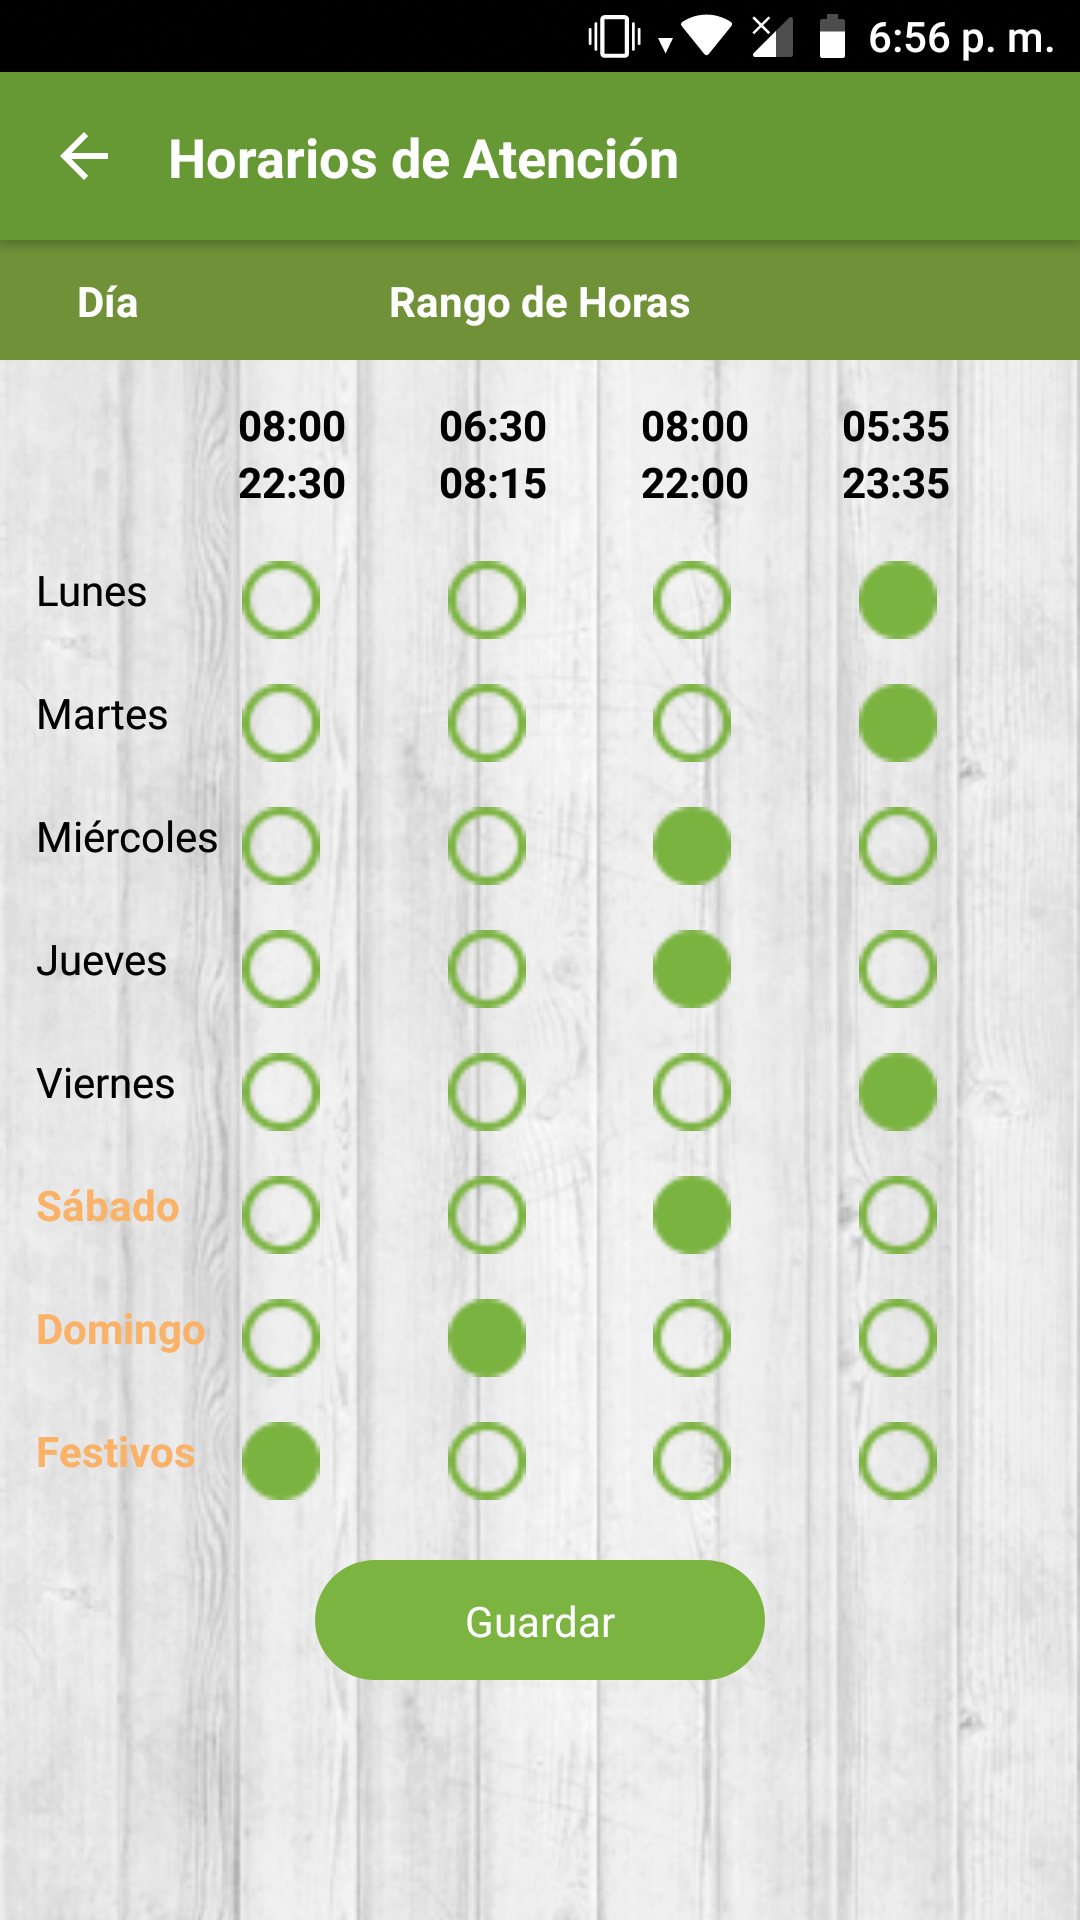 6:56 p. m.
Horarios de Atención
Día Rango de Horas
08:00 06:30 08:00 05:35
22:30 08:15 22:00 23:35
Lunes
Martes
Miércoles
Jueves
Viernes
Sábado
Domingo
Festivos
Guardar